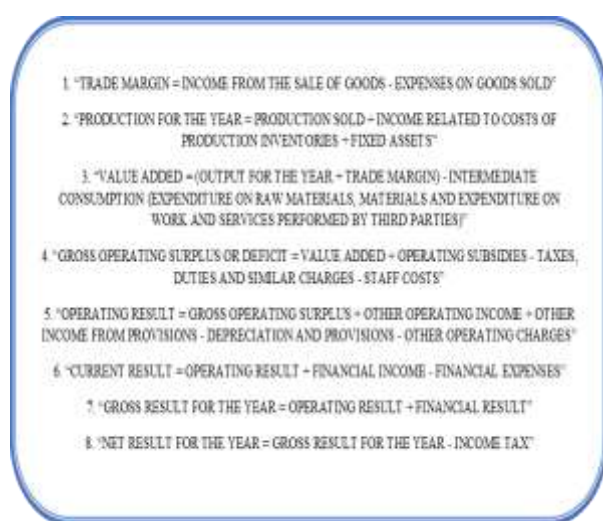 1. “TRADE MARGIN = INCOME FROM THE SALE OF GOODS - EXPENSES ON GOODS SOLD”
2. “PRODUCTION FOR THE YEAR = PRODUCTION SOLD + INCOME RELATED TO COSTS OF
PRODUCTION INVENTORIES + FIXED ASSETS”
3. “VALUE ADDED = (OUTPUT FOR THE YEAR + TRADE MARGIN) - INTERMEDIATE
CONSUMPTION (EXPENDITURE ON RAW MATERIALS, MATERIALS AND EXPENDITURE ON
WORK AND SERVICES PERFORMED BY THIRD PARTIES)”
4. “GROSS OPERATING SURPLUS OR DEFICIT = VALUE ADDED + OPERATING SUBSIDIES - TAXES,
DUTIES AND SIMILAR CHARGES - STAFF COSTS”
5. “OPERATING RESULT = GROSS OPERATING SURPLUS + OTHER OPERATING INCOME + OTHER
INCOME FROM PROVISIONS - DEPRECIATION AND PROVISIONS - OTHER OPERATING CHARGES”
6. “CURRENT RESULT = OPERATING RESULT + FINANCIAL INCOME - FINANCIAL EXPENSES”
7. “GROSS RESULT FOR THE YEAR = OPERATING RESULT + FINANCIAL RESULT”
8. “NET RESULT FOR THE YEAR = GROSS RESULT FOR THE YEAR - INCOME TAX”